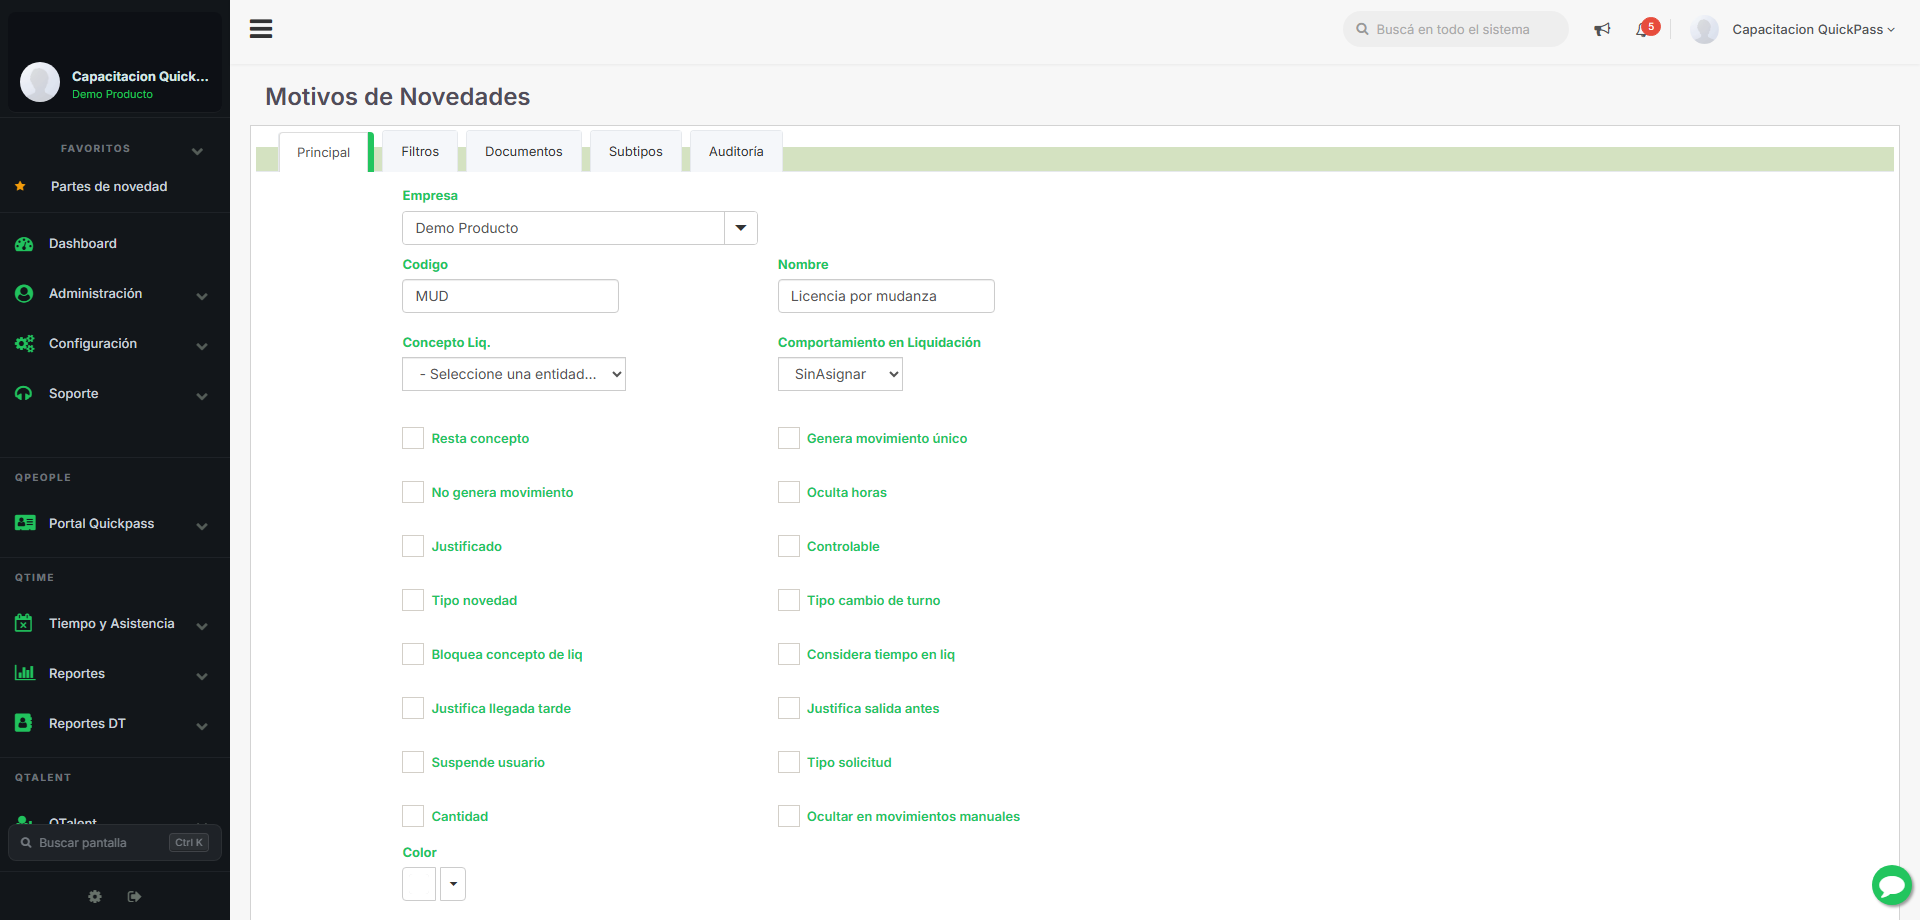 Capacitacion Quick...
Demo Producto
FAVORITOS
Partes de novedad
Dashboard
Administración
Configuración
Soporte
QPEOPLE
Portal Quickpass
QTIME
Tiempo y Asistencia
Reportes
Reportes DT
QTALENT
QTalent
Buscar pantalla
Ctrl K
Buscá en todo el sistema
5
Capacitacion QuickPass
Motivos de Novedades
Principal
Filtros
Documentos
Subtipos
Auditoría
Empresa
Demo Producto
Codigo
Nombre
MUD
Licencia por mudanza
Concepto Liq.
Comportamiento en Liquidación
- Seleccione una entidad...
SinAsignar
Resta concepto
Genera movimiento único
No genera movimiento
Oculta horas
Justificado
Controlable
Tipo novedad
Tipo cambio de turno
Bloquea concepto de liq
Considera tiempo en liq
Justifica llegada tarde
Justifica salida antes
Suspende usuario
Tipo solicitud
Cantidad
Ocultar en movimientos manuales
Color